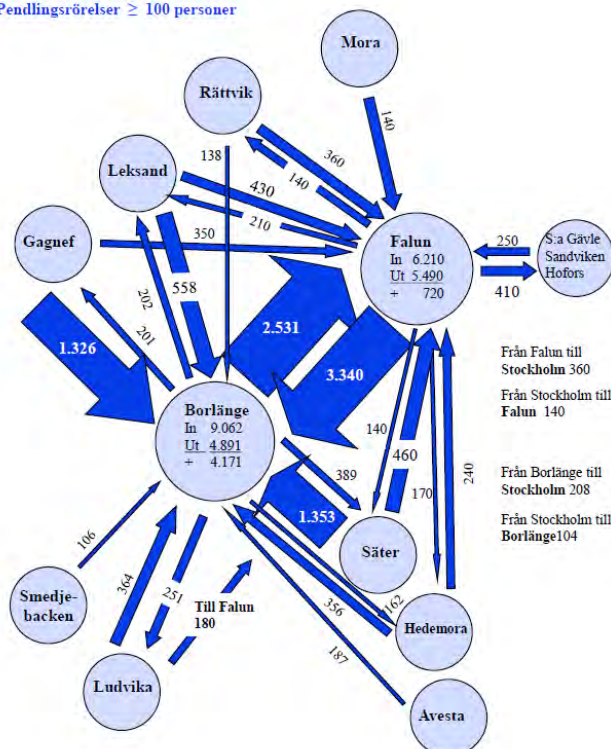 Pendlingsrörelser ≥ 100 personer
Mora
Rättvik
140
138
360
140
Leksand
430
210
Gagnef
350
Falun
In 6.210
Ut 5.490
+ 720
250
410
S:a Gävle
Sandviken
Hofors
202
558
201
1.326
2.531
3.340
Från Falun till
Stockholm 360
Från Stockholm till
Falun 140
Borlänge
In 9.062
Ut 4.891
+ 4.171
140
460
389
170
240
Från Borlänge till
Stockholm 208
Från Stockholm till
Borlänge104
1.353
Säter
106
Smedje-
backen
364
251
Till Falun
180
356
162
Hedemora
187
Ludvika
Avesta